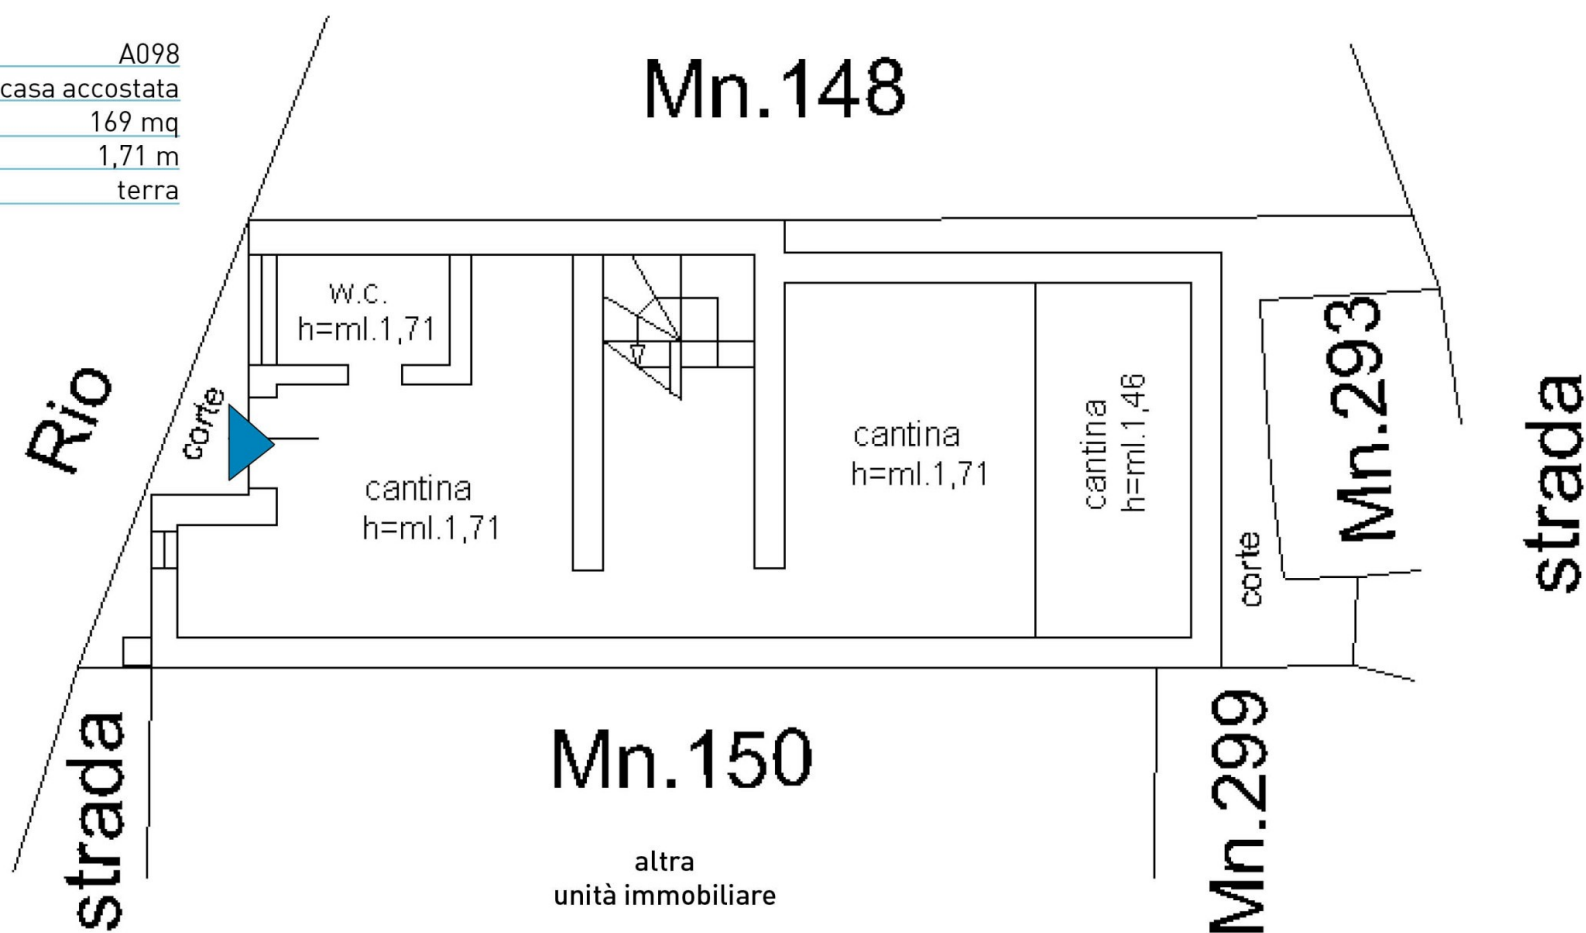 A098
casa accostata
169 mq
1,71 m
terra
Mn.148
w.c.
h=ml.1,71
Rio
corte
cantina
h=ml.1,71
cantina
h=ml.1,71
cantina
h=ml.1,46
Mn.293
strada
corte
strada
Mn.150
Mn.299
altra
unità immobiliare